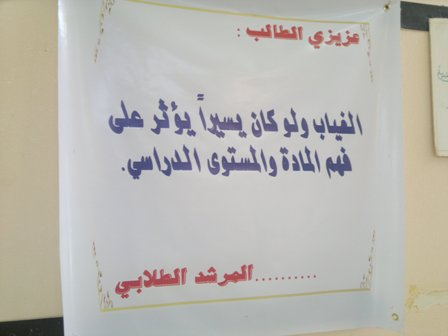 عزيزي الطالب :
الغياب ولو كان يسيراً يؤثر على
فهم المادة والمستوى الدراسي.
..........المرشد الطلابي